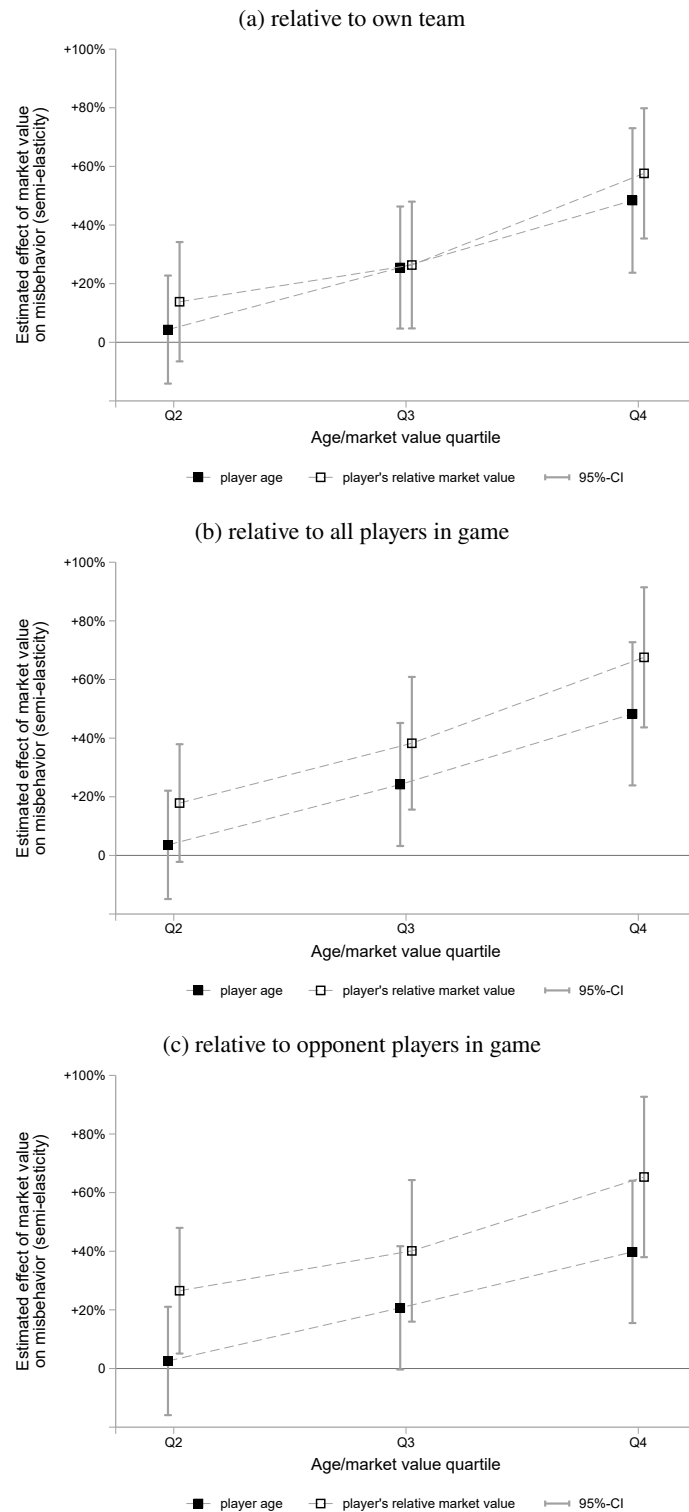 (a) relative to own team
+100%
+80%
+60%
+40%
+20%
0
Estimated effect of market value
on misbehavior (semi-elasticity)
Q2 Q3 Q4
Age/market value quartile
player age player's relative market value 95%-CI
(b) relative to all players in game
+100%
+80%
+60%
+40%
+20%
0
Estimated effect of market value
on misbehavior (semi-elasticity)
Q2 Q3 Q4
Age/market value quartile
player age player's relative market value 95%-CI
(c) relative to opponent players in game
+100%
+80%
+60%
+40%
+20%
0
Estimated effect of market value
on misbehavior (semi-elasticity)
Q2 Q3 Q4
Age/market value quartile
player age player's relative market value 95%-CI